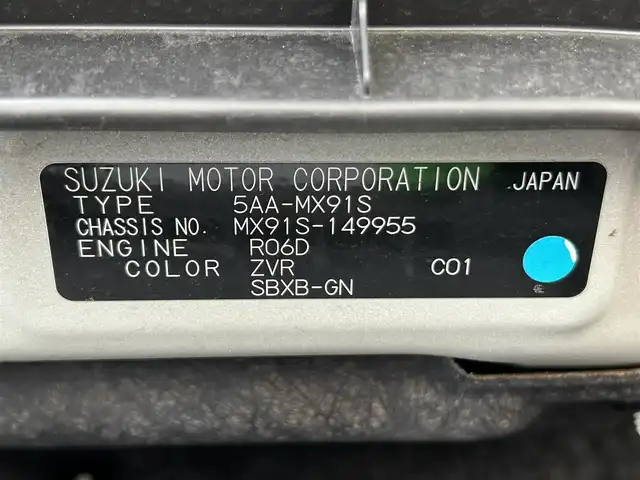 SUZUKI MOTOR CORPORATION JAPAN
TYPE 5AA-MX91S
CHASSIS NO. MX91S-149955
ENGINE R06D
COLOR ZVR C01
SBXB-GN